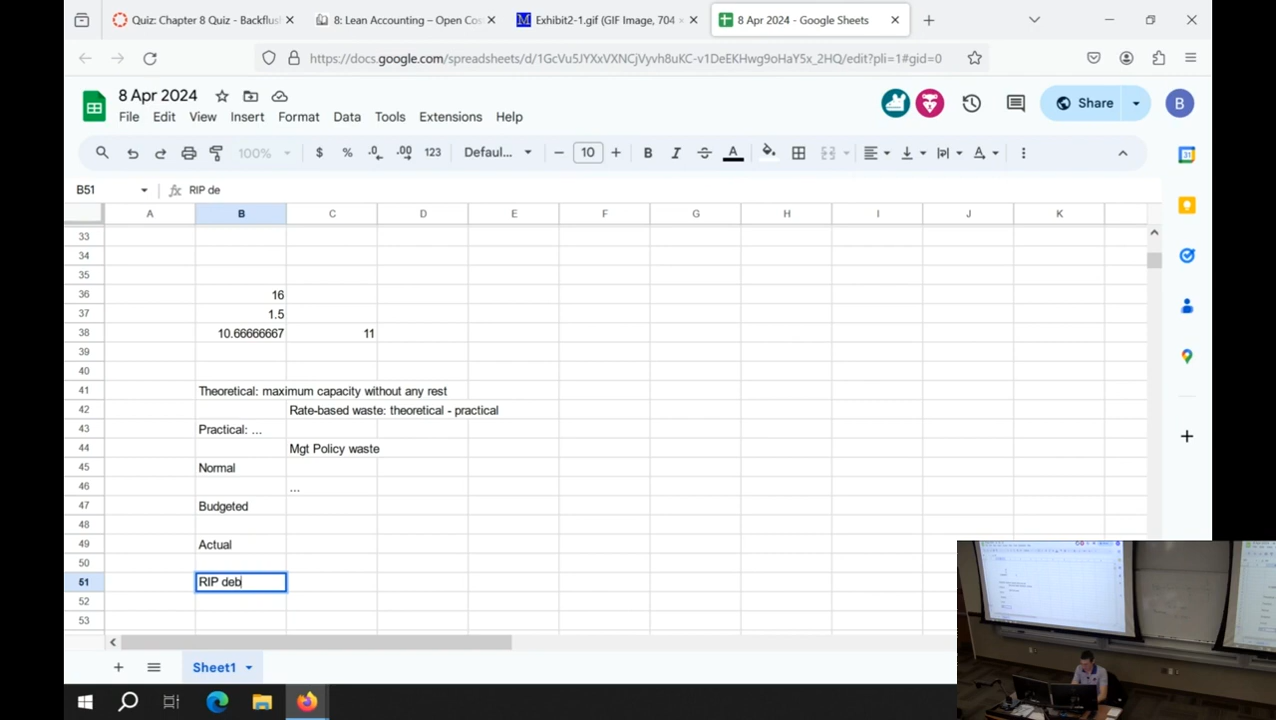 Quiz: Chapter 8 Quiz - Backflus
8: Lean Accounting – Open Cos
Exhibit2-1.gif (GIF Image, 704 ×
8 Apr 2024 - Google Sheets
https://docs.google.com/spreadsheets/d/1GcVu5JYXxVXNCjVyvh8uKC-v1DeEKHwg9oHaY5x_2HQ/edit?pli=1#gid=0
8 Apr 2024
File Edit View Insert Format Data Tools Extensions Help
Share
B
100% $ % .0 .00 123 Defaul... 10 B I A
B51 fx RIP de
A B C D E F G H I J K
33
34
35
36 16
37 1.5
38 10.66666667 11
39
40
41 Theoretical: maximum capacity without any rest
42 Rate-based waste: theoretical - practical
43 Practical: ...
44 Mgt Policy waste
45 Normal
46 ...
47 Budgeted
48
49 Actual
50
51 RIP deb
52
53
Sheet1